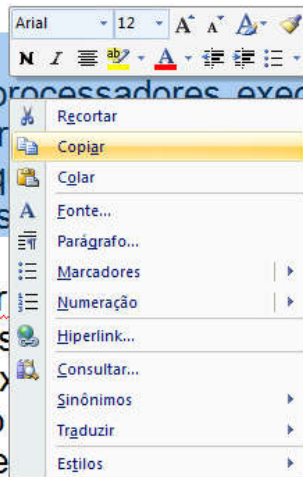 Arial 12
N I
processadores exec
Recortar
Copiar
Colar
Fonte...
Parágrafo...
Marcadores
Numeração
Hiperlink...
Consultar...
Sinônimos
Traduzir
Estilos